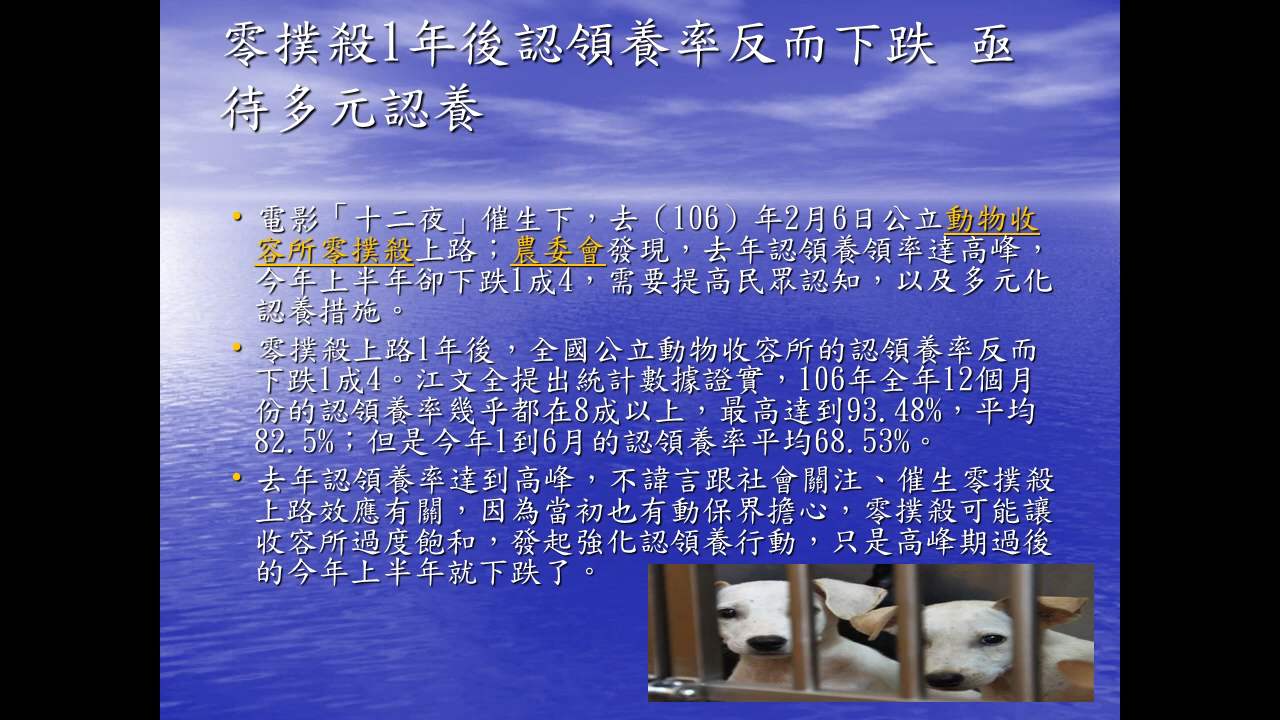 零撲殺1年後認領養率反而下跌 亟
待多元認養
• 電影「十二夜」催生下，去（106）年2月6日公立動物收
容所零撲殺上路；農委會發現，去年認領養領率達高峰，
今年上半年卻下跌1成4，需要提高民眾認知，以及多元化
認養措施。
• 零撲殺上路1年後，全國公立動物收容所的認領養率反而
下跌1成4。江文全提出統計數據證實，106年全年12個月
份的認領養率幾乎都在8成以上，最高達到93.48%，平均
82.5%；但是今年1到6月的認領養率平均68.53%。
• 去年認領養率達到高峰，不諱言跟社會關注、催生零撲殺
上路效應有關，因為當初也有動保界擔心，零撲殺可能讓
收容所過度飽和，發起強化認領養行動，只是高峰期過後
的今年上半年就下跌了。